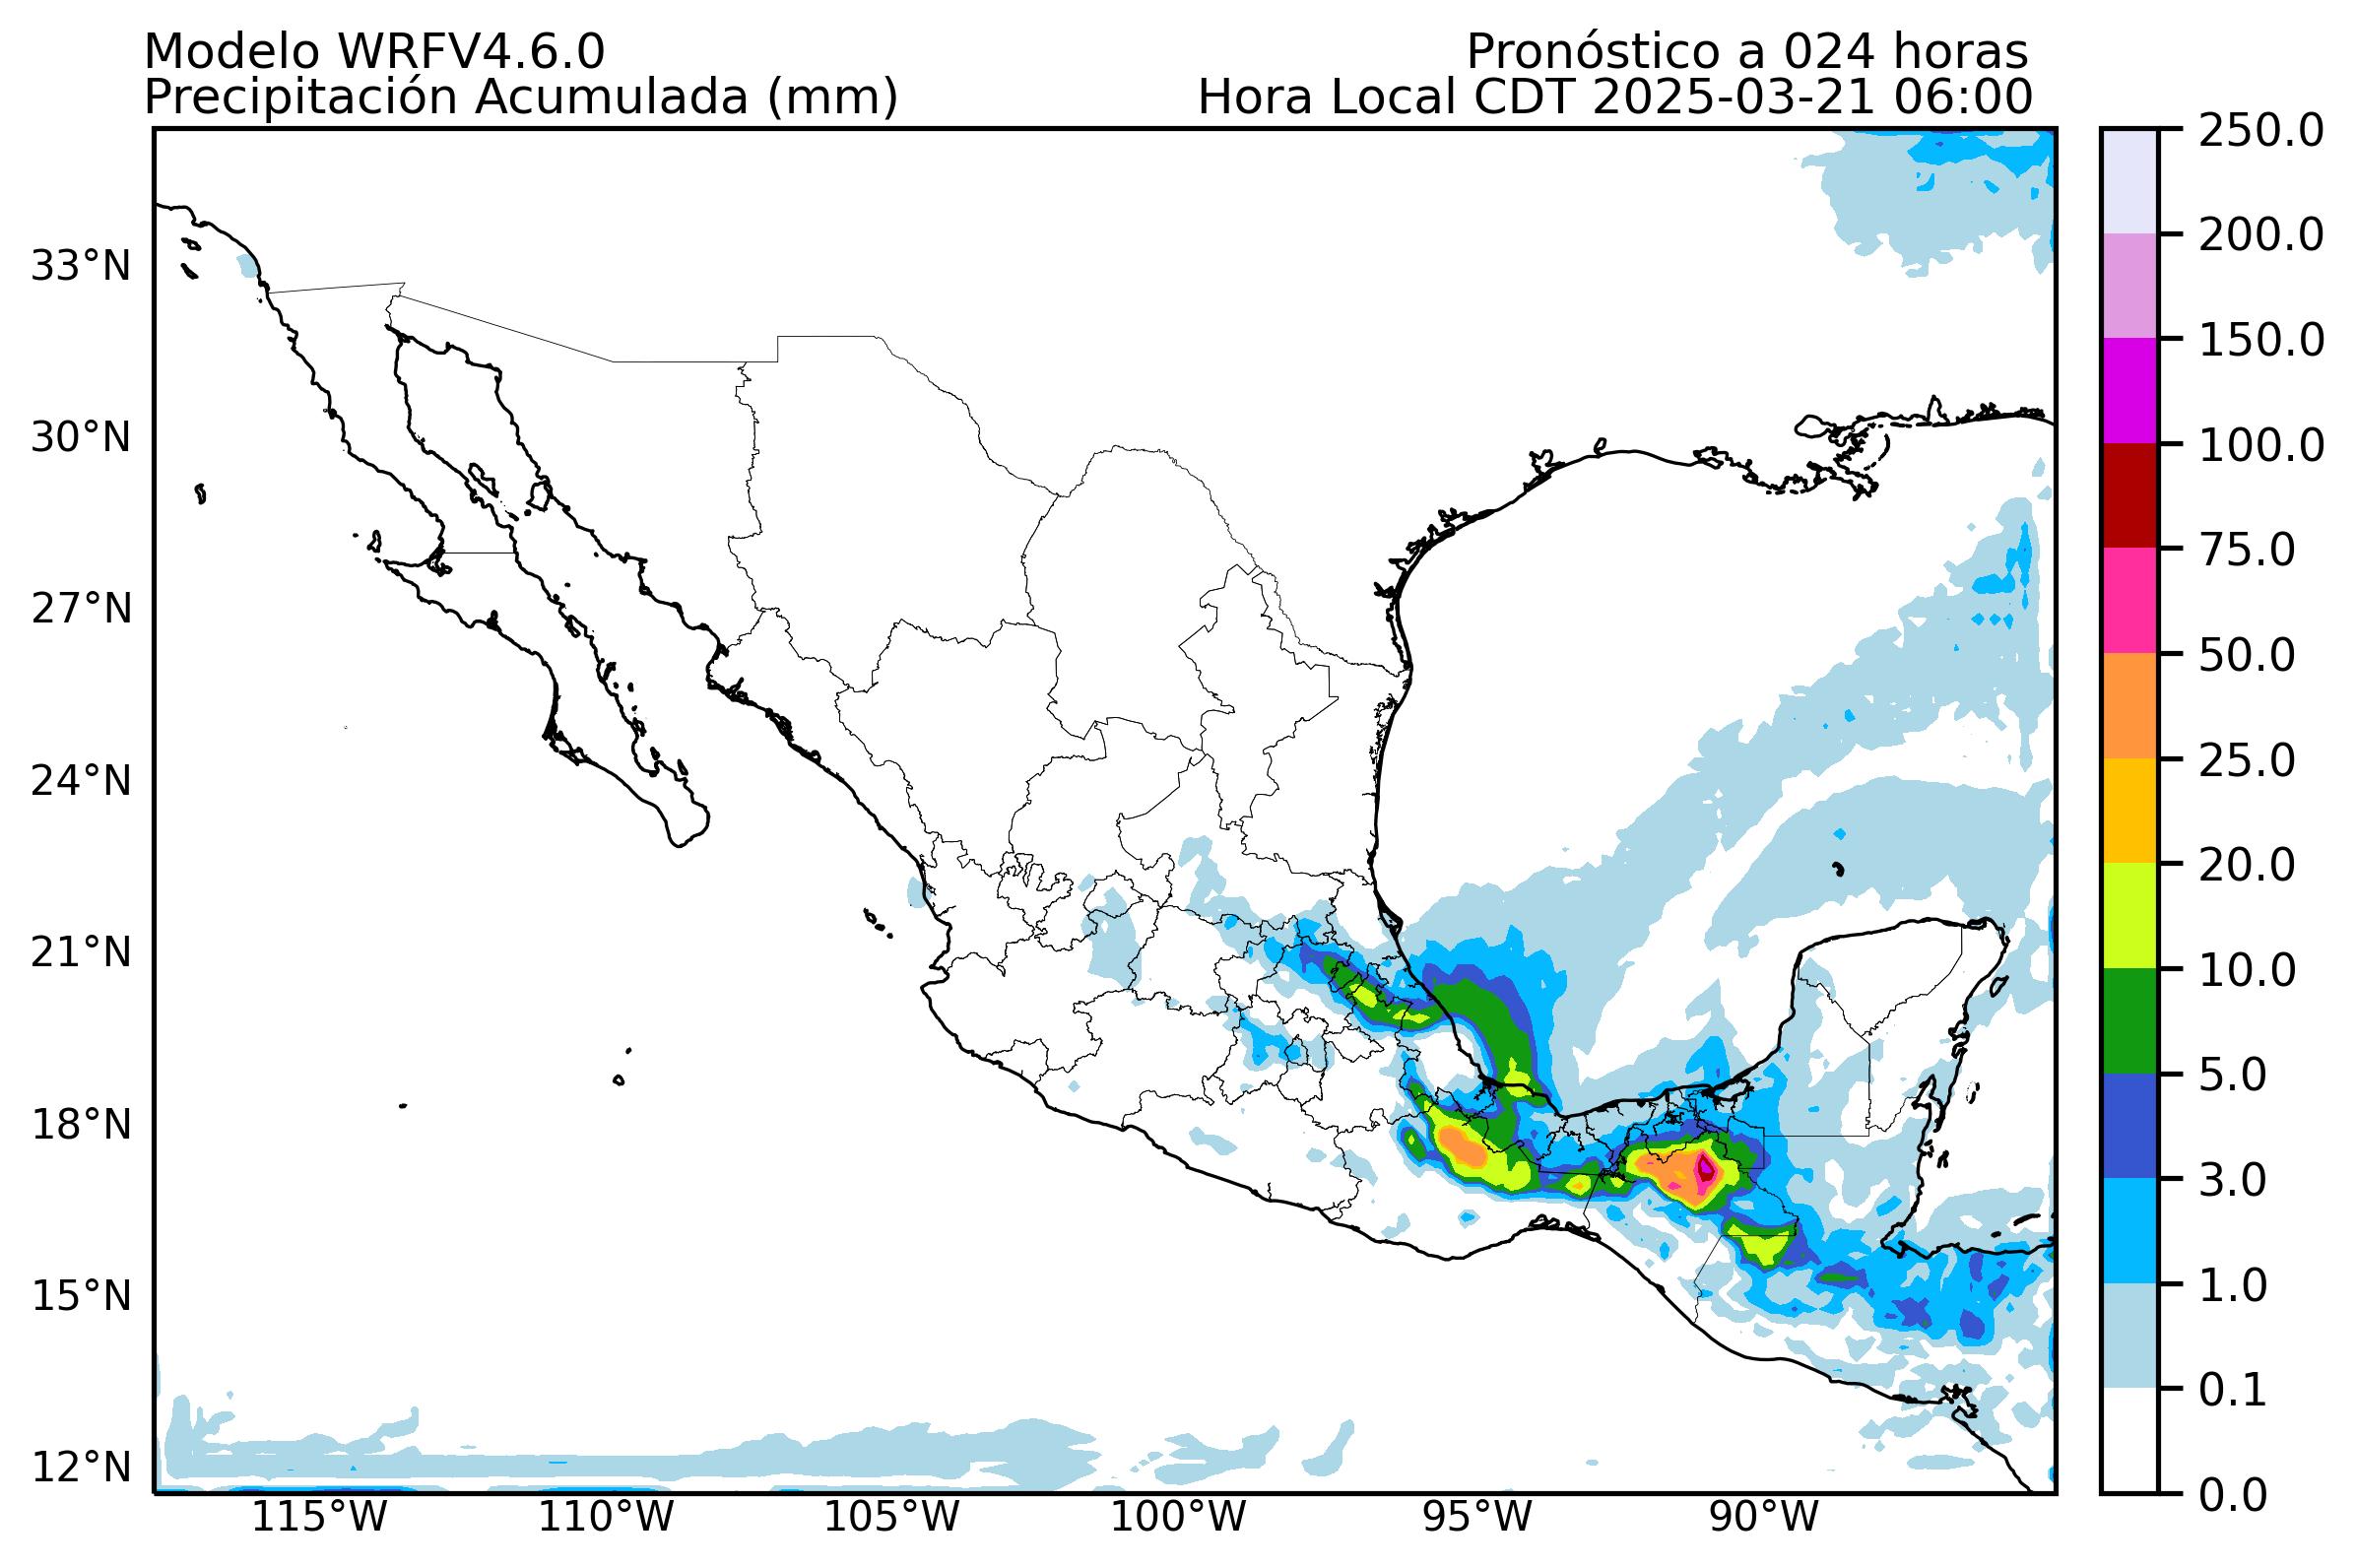 Modelo WRFV4.6.0
Precipitación Acumulada (mm)
Pronóstico a 024 horas
Hora Local CDT 2025-03-21 06:00
33°N
30°N
27°N
24°N
21°N
18°N
15°N
12°N
115°W
110°W
105°W
100°W
95°W
90°W
250.0
200.0
150.0
100.0
75.0
50.0
25.0
20.0
10.0
5.0
3.0
1.0
0.1
0.0